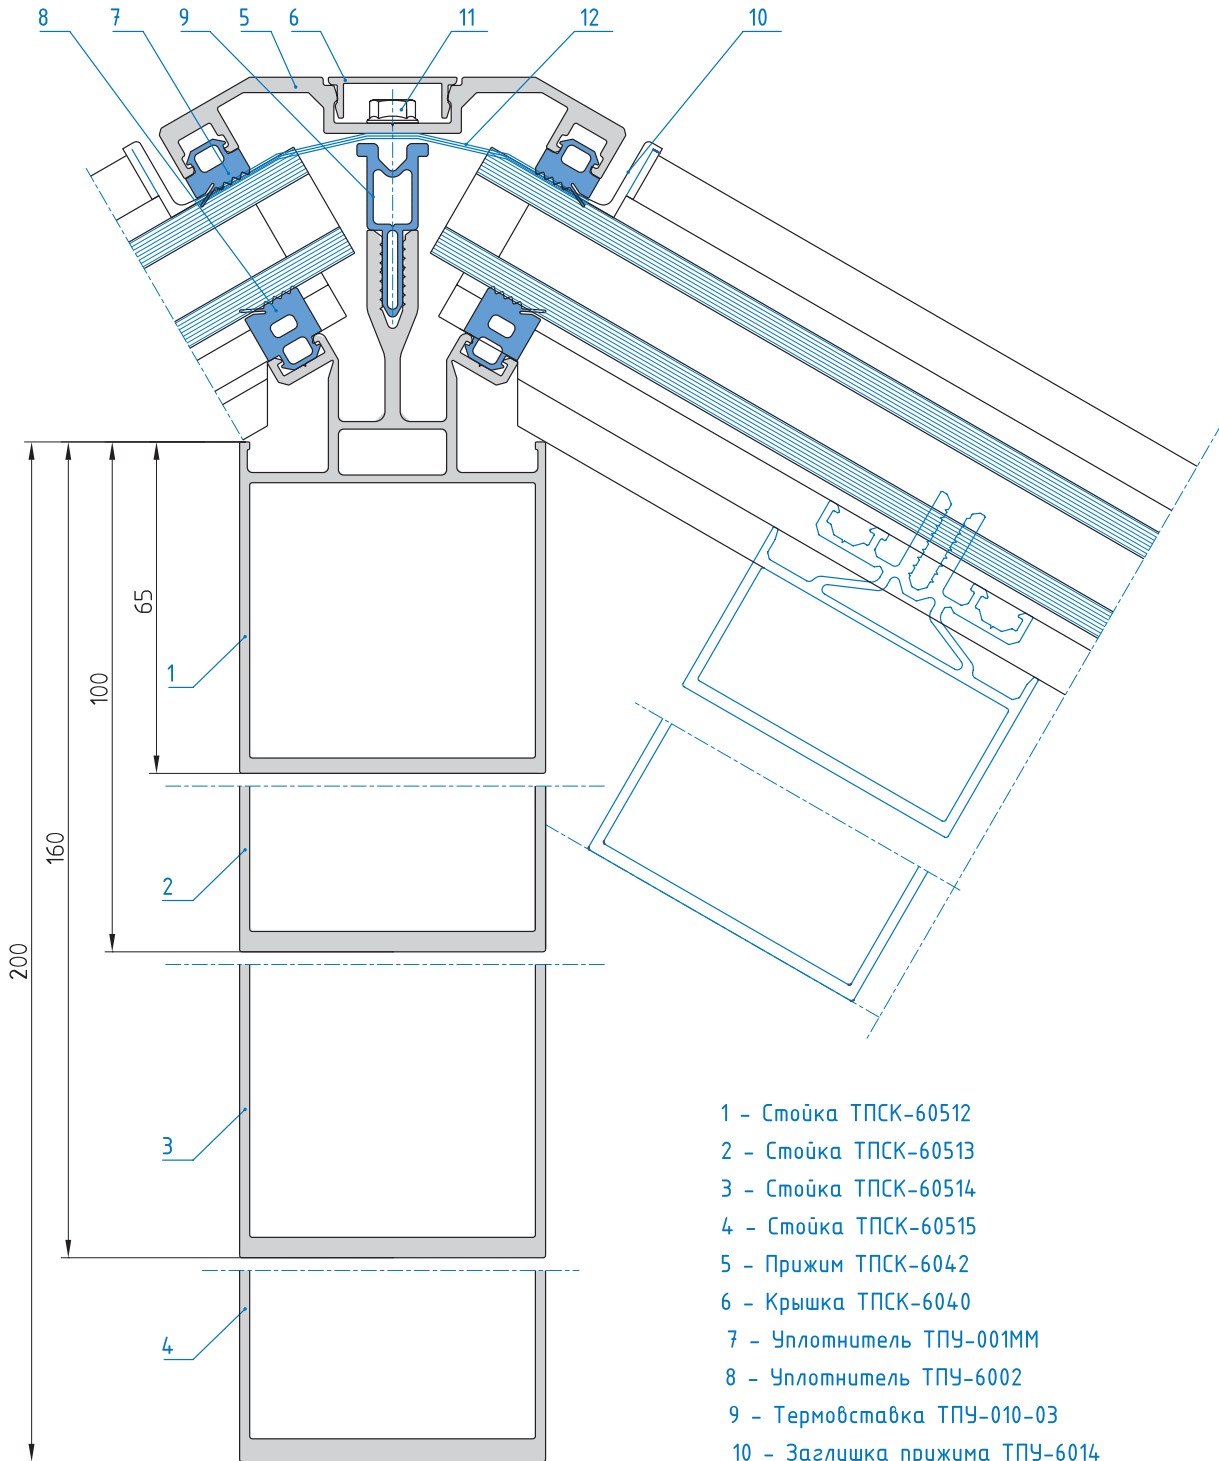 8 7 9 5 6 11 12 10
65
1
100
160
2
200
3
4
1 - Стойка ТПСК-60512
2 - Стойка ТПСК-60513
3 - Стойка ТПСК-60514
4 - Стойка ТПСК-60515
5 - Прижим ТПСК-6042
6 - Крышка ТПСК-6040
7 - Уплотнитель ТПУ-001ММ
8 - Уплотнитель ТПУ-6002
9 - Термовставка ТПУ-010-03
10 - Заглишка прижима ТПУ-6014